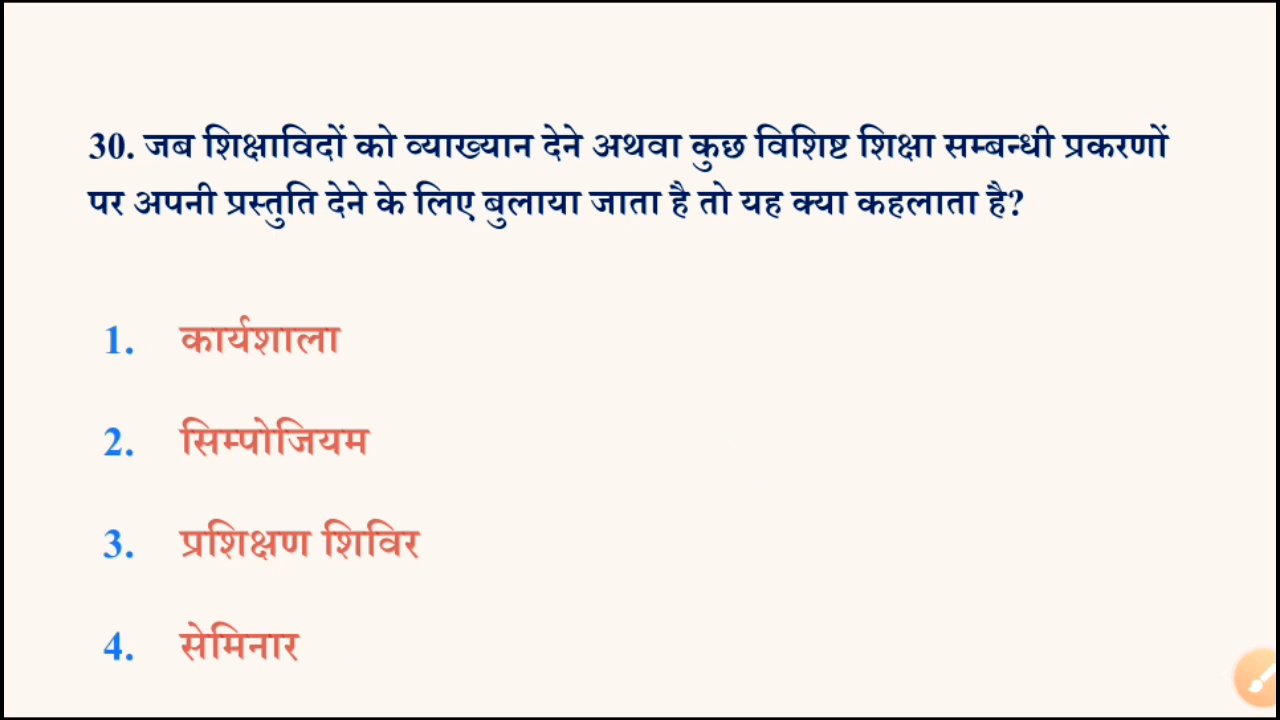 30. जब शिक्षाविदों को व्याख्यान देने अथवा कुछ विशिष्ट शिक्षा सम्बन्धी प्रकरणों
पर अपनी प्रस्तुति देने के लिए बुलाया जाता है तो यह क्या कहलाता है?
1. कार्यशाला
2. सिम्पोजियम
3. प्रशिक्षण शिविर
4. सेमिनार